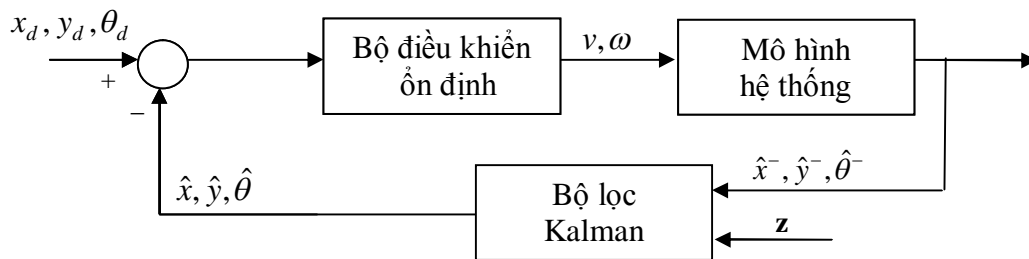 x_d, y_d, θ_d
+
−
Bộ điều khiển
ổn định
v, ω
Mô hình
hệ thống
x̂⁻, ŷ⁻, θ̂⁻
z
Bộ lọc
Kalman
x̂, ŷ, θ̂